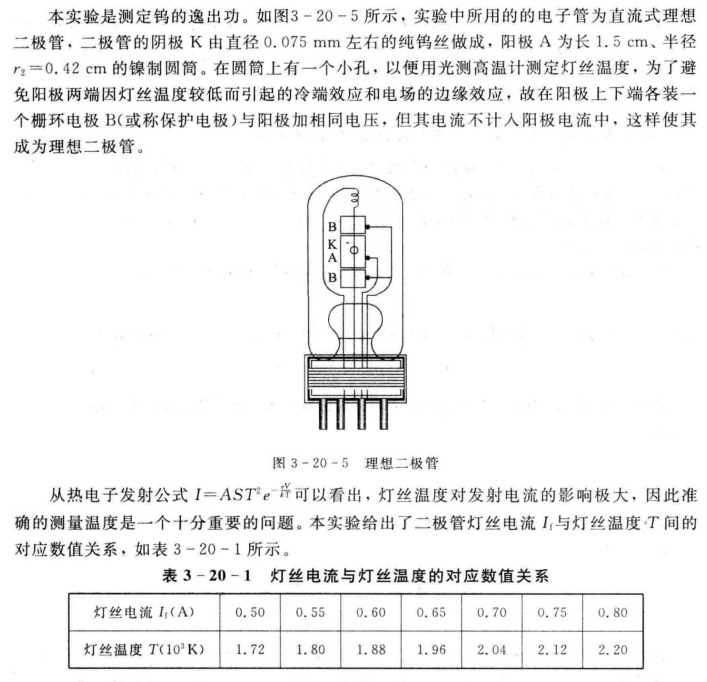 本实验是测定钨的逸出功。如图3-20-5所示，实验中所用的的电子管为直流式理想
二极管，二极管的阴极 K 由直径 0.075 mm 左右的纯钨丝做成，阳极 A 为长 1.5 cm、半径
r₂=0.42 cm 的镍制圆筒。在圆筒上有一个小孔，以便用光测高温计测定灯丝温度，为了避
免阳极两端因灯丝温度较低而引起的冷端效应和电场的边缘效应，故在阳极上下端各装一
个栅环电极 B(或称保护电极)与阳极加相同电压，但其电流不计入阳极电流中，这样使其
成为理想二极管。
B
K
A
B
图 3-20-5 理想二极管
从热电子发射公式 I=AST²e^{-eV/kT}可以看出，灯丝温度对发射电流的影响极大，因此准
确的测量温度是一个十分重要的问题。本实验给出了二极管灯丝电流 I_f与灯丝温度 T 间的
对应数值关系，如表 3-20-1 所示。
表 3-20-1 灯丝电流与灯丝温度的对应数值关系
灯丝电流 I_f(A) 0.50 0.55 0.60 0.65 0.70 0.75 0.80
灯丝温度 T(10³K) 1.72 1.80 1.88 1.96 2.04 2.12 2.20